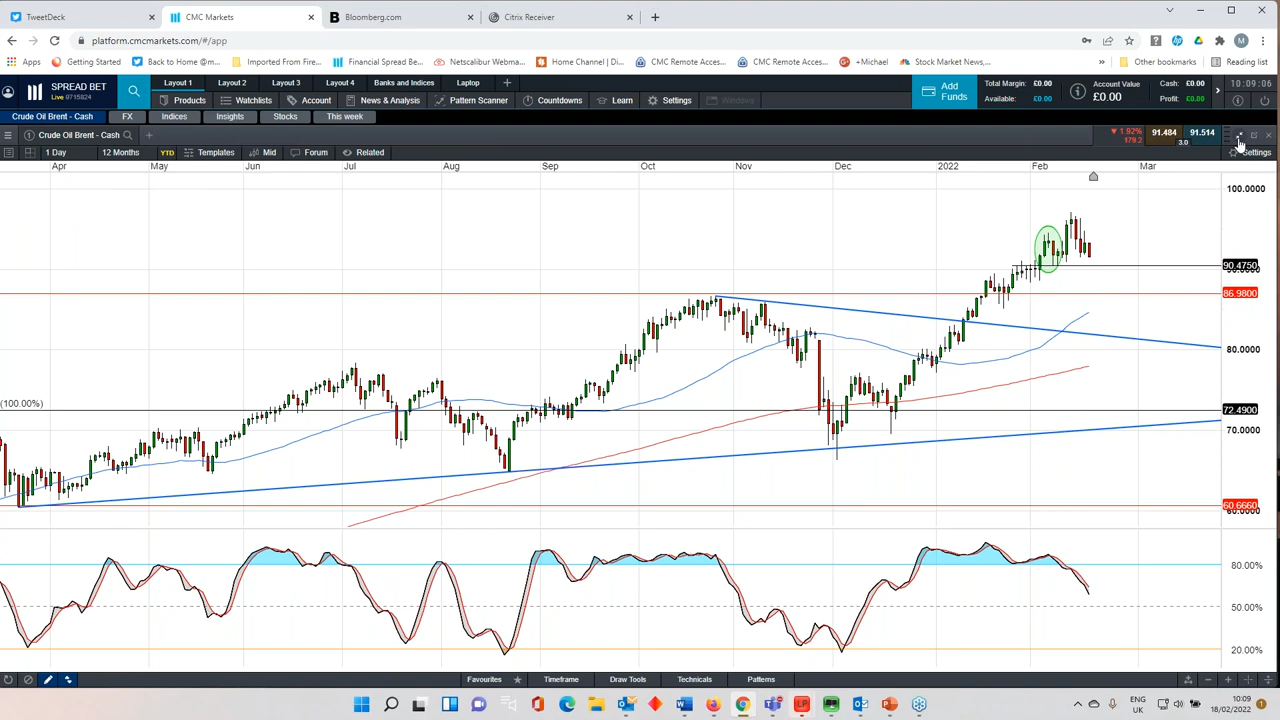 TweetDeck
CMC Markets
Bloomberg.com
Citrix Receiver
platform.cmcmarkets.com/#/app
M
Apps
Getting Started
Imported From Fire...
Back to Home @m...
Financial Spread Be...
Netscalibur Webma...
Home Channel | Di...
CMC Remote Access...
CMC Remote Access...
+Michael
Stock Market News,...
»
Other bookmarks
Reading list
SPREAD BET
Live 9715824
Layout 1
Layout 2
Layout 3
Layout 4
Banks and Indices
Laptop
Products
Watchlists
Account
News & Analysis
Pattern Scanner
Countdowns
Learn
Settings
Windows
Add Funds
Total Margin: £0.00
Available: £0.00
Account Value
£0.00
Cash: £0.00
Profit: £0.00
10:09:06
Crude Oil Brent - Cash
FX
Indices
Insights
Stocks
This week
1 Crude Oil Brent - Cash
▼ 1.92%
179.2
91.484
3.0
91.514
1 Day
12 Months
YTD
Templates
Mid
Forum
Related
Settings
Apr
May
Jun
Jul
Aug
Sep
Oct
Nov
Dec
2022
Feb
Mar
100.0000
90.4750
86.9800
80.0000
(100.00%)
72.4900
70.0000
60.6660
80.00%
50.00%
20.00%
Favourites
Timeframe
Draw Tools
Technicals
Patterns
ENG
UK
10:09
18/02/2022